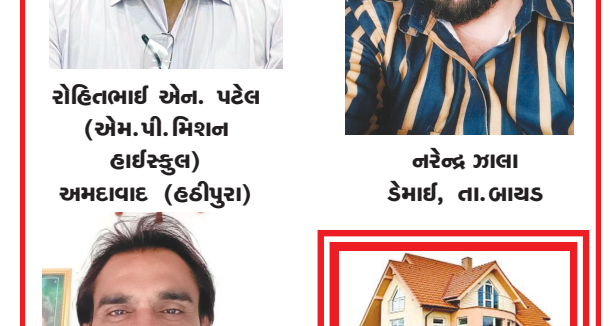 રોહિતભાઈ એન. પટેલ
(એમ.પી.મિશન
હાઈસ્કુલ)
અમદાવાદ (હઠીપુરા)
નરેન્દ્ર ઝાલા
ડેમાઈ, તા.બાયડ